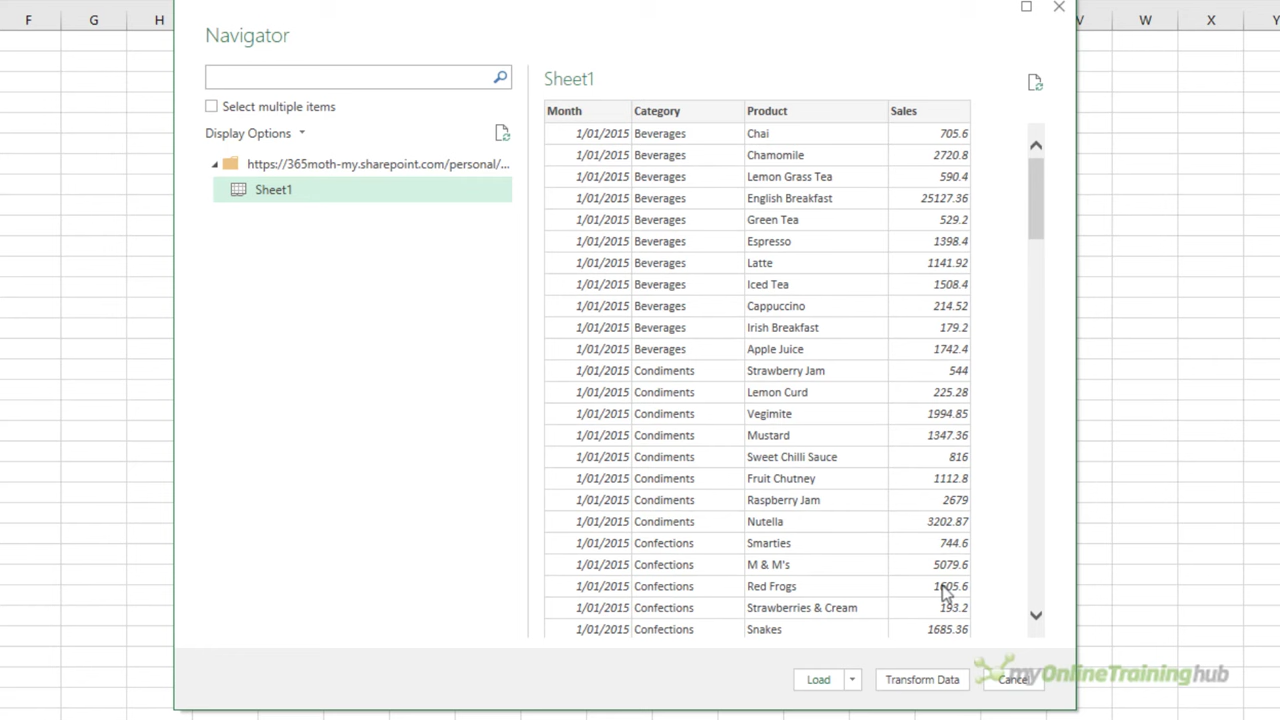 F G H V W X Y
Navigator
Select multiple items
Display Options
https://365moth-my.sharepoint.com/personal/...
Sheet1
Sheet1
Month Category Product Sales
1/01/2015 Beverages Chai 705.6
1/01/2015 Beverages Chamomile 2720.8
1/01/2015 Beverages Lemon Grass Tea 590.4
1/01/2015 Beverages English Breakfast 25127.36
1/01/2015 Beverages Green Tea 529.2
1/01/2015 Beverages Espresso 1398.4
1/01/2015 Beverages Latte 1141.92
1/01/2015 Beverages Iced Tea 1508.4
1/01/2015 Beverages Cappuccino 214.52
1/01/2015 Beverages Irish Breakfast 179.2
1/01/2015 Beverages Apple Juice 1742.4
1/01/2015 Condiments Strawberry Jam 544
1/01/2015 Condiments Lemon Curd 225.28
1/01/2015 Condiments Vegimite 1994.85
1/01/2015 Condiments Mustard 1347.36
1/01/2015 Condiments Sweet Chilli Sauce 816
1/01/2015 Condiments Fruit Chutney 1112.8
1/01/2015 Condiments Raspberry Jam 2679
1/01/2015 Condiments Nutella 3202.87
1/01/2015 Confections Smarties 744.6
1/01/2015 Confections M & M's 5079.6
1/01/2015 Confections Red Frogs
1/01/2015 Confections Strawberries & Cream 193.2
1/01/2015 Confections Snakes 1685.36
Load Transform Data Cancel
myOnlineTraininghub